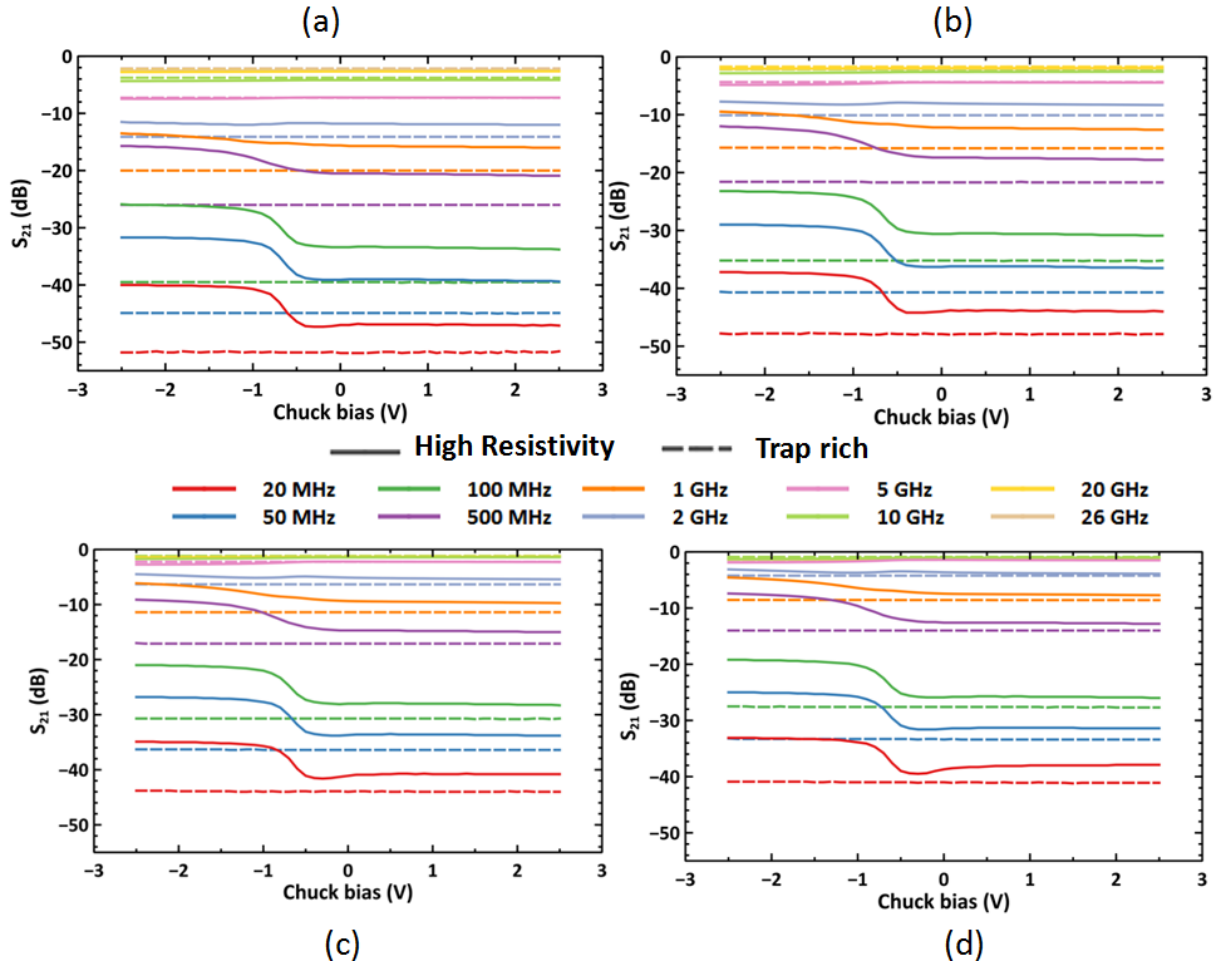 (a)
(b)
0
−10
−20
−30
−40
−50
S21 (dB)
−3
−2
−1
0
1
2
3
Chuck bias (V)
0
−10
−20
−30
−40
−50
S21 (dB)
−3
−2
−1
0
1
2
3
Chuck bias (V)
High Resistivity
Trap rich
20 MHz
100 MHz
1 GHz
5 GHz
20 GHz
50 MHz
500 MHz
2 GHz
10 GHz
26 GHz
0
−10
−20
−30
−40
−50
S21 (dB)
−3
−2
−1
0
1
2
3
Chuck bias (V)
0
−10
−20
−30
−40
−50
S21 (dB)
−3
−2
−1
0
1
2
3
Chuck bias (V)
(c)
(d)